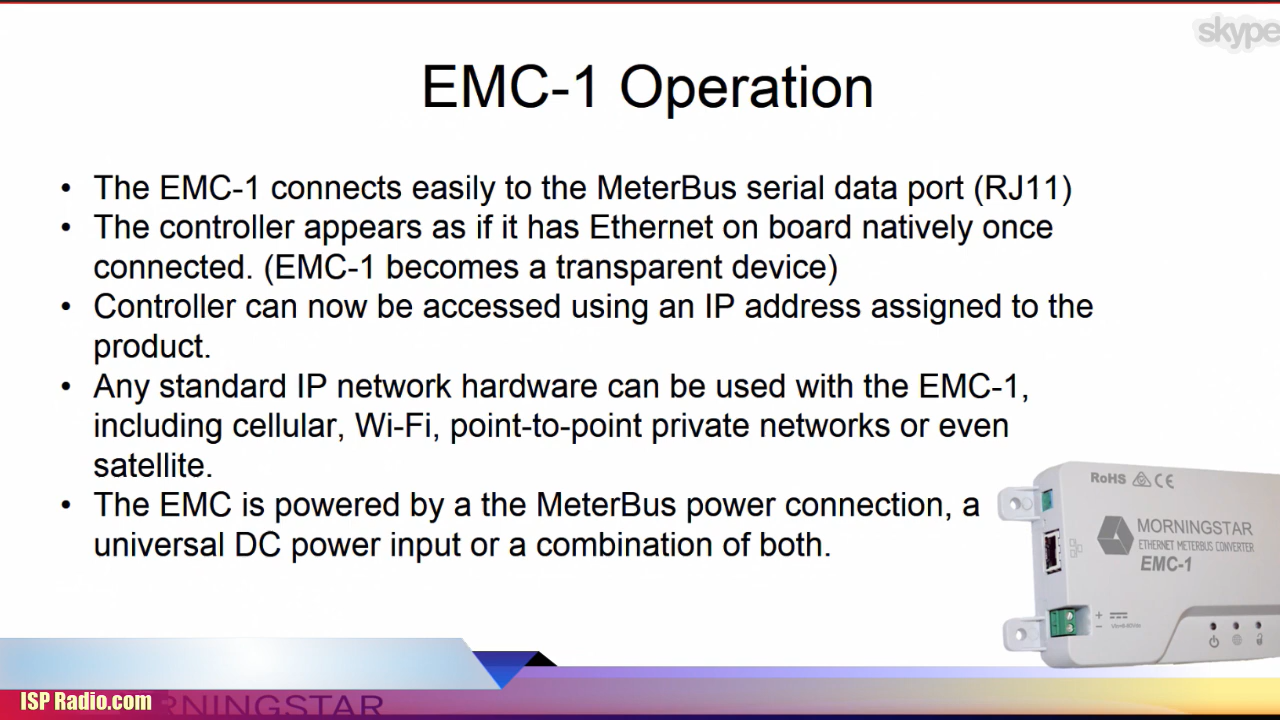 skype
EMC-1 Operation
• The EMC-1 connects easily to the MeterBus serial data port (RJ11)
• The controller appears as if it has Ethernet on board natively once
connected. (EMC-1 becomes a transparent device)
• Controller can now be accessed using an IP address assigned to the
product.
• Any standard IP network hardware can be used with the EMC-1,
including cellular, Wi-Fi, point-to-point private networks or even
satellite.
• The EMC is powered by a the MeterBus power connection, a
universal DC power input or a combination of both.
RoHS CE
MORNINGSTAR
ETHERNET METERBUS CONVERTER
EMC-1
+
–
ISP Radio.com
RNINGSTAR